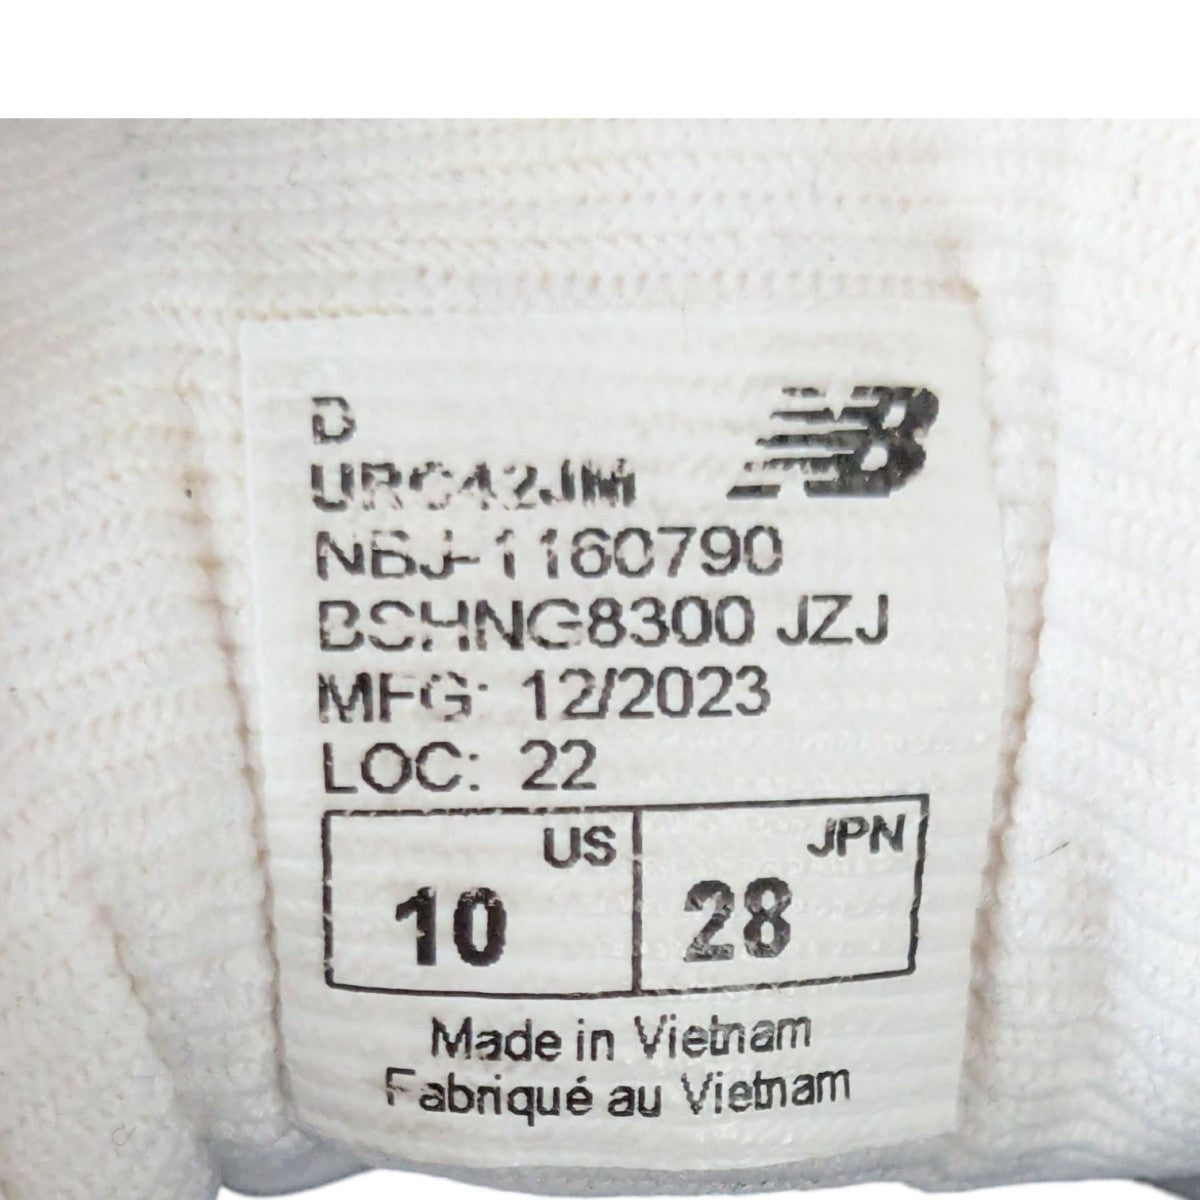 D
NB
URC42JM
NBJ-1160790
BSHNG8300 JZJ
MFG: 12/2023
LOC: 22
US JPN
10 28
Made in Vietnam
Fabriqué au Vietnam